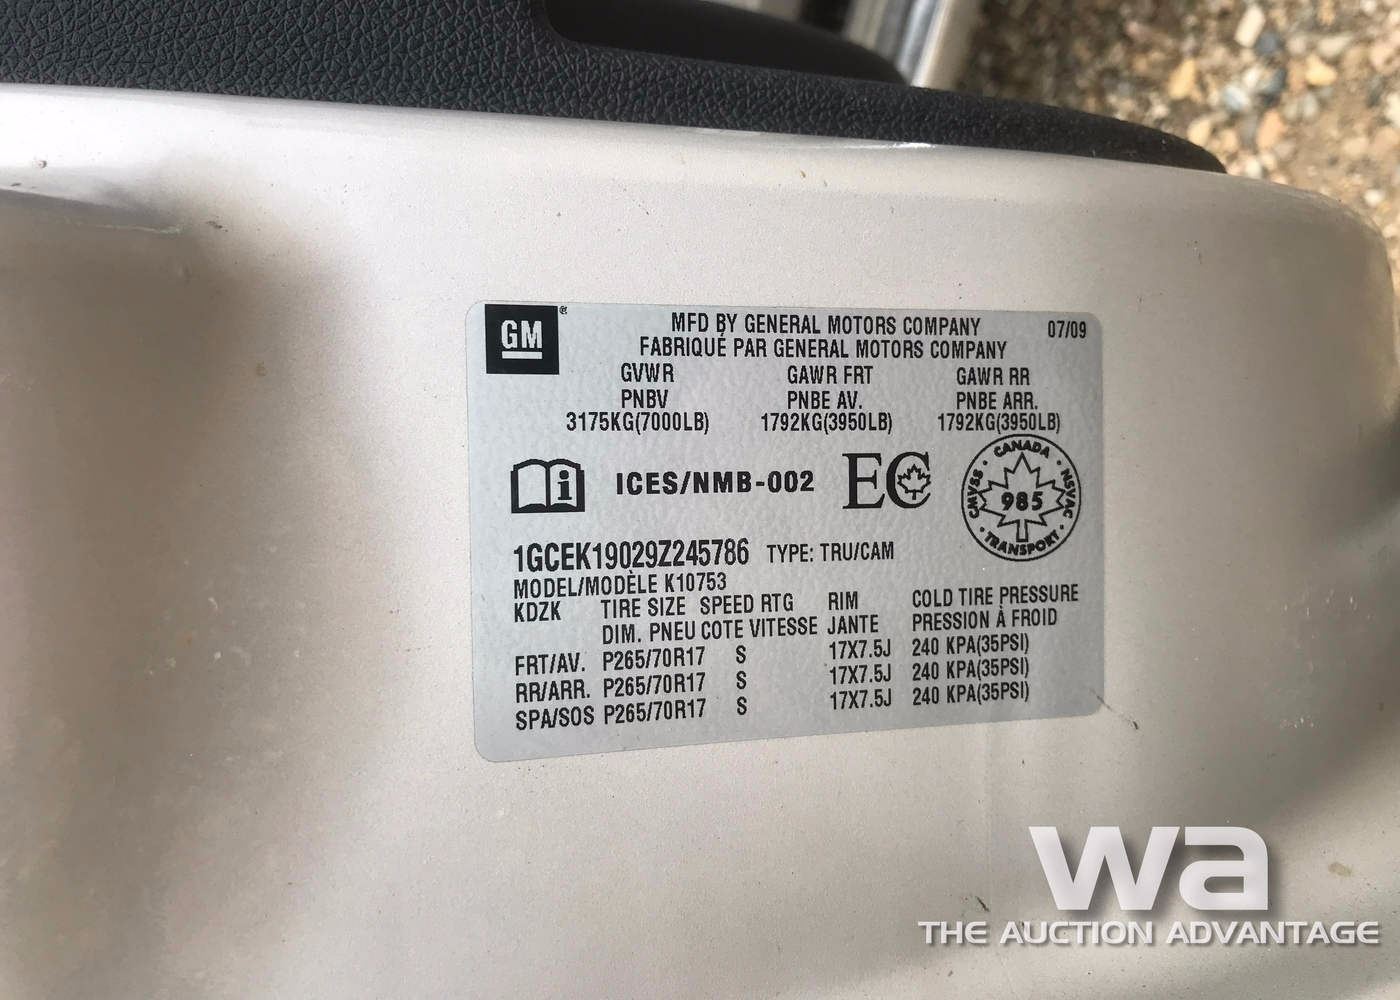 GM ®
MFD BY GENERAL MOTORS COMPANY 07/09
FABRIQUÉ PAR GENERAL MOTORS COMPANY
GVWR GAWR FRT GAWR RR
PNBV PNBE AV. PNBE ARR.
3175KG(7000LB) 1792KG(3950LB) 1792KG(3950LB)
ICES/NMB-002 EC
CANADA
CMVSS 985 NSVAC
TRANSPORT
1GCEK19029Z245786 TYPE: TRU/CAM
MODEL/MODÈLE K10753
KDZK TIRE SIZE SPEED RTG RIM COLD TIRE PRESSURE
DIM. PNEU COTE VITESSE JANTE PRESSION À FROID
FRT/AV. P265/70R17 S 17X7.5J 240 KPA(35PSI)
RR/ARR. P265/70R17 S 17X7.5J 240 KPA(35PSI)
SPA/SOS P265/70R17 S 17X7.5J 240 KPA(35PSI)
wa
THE AUCTION ADVANTAGE